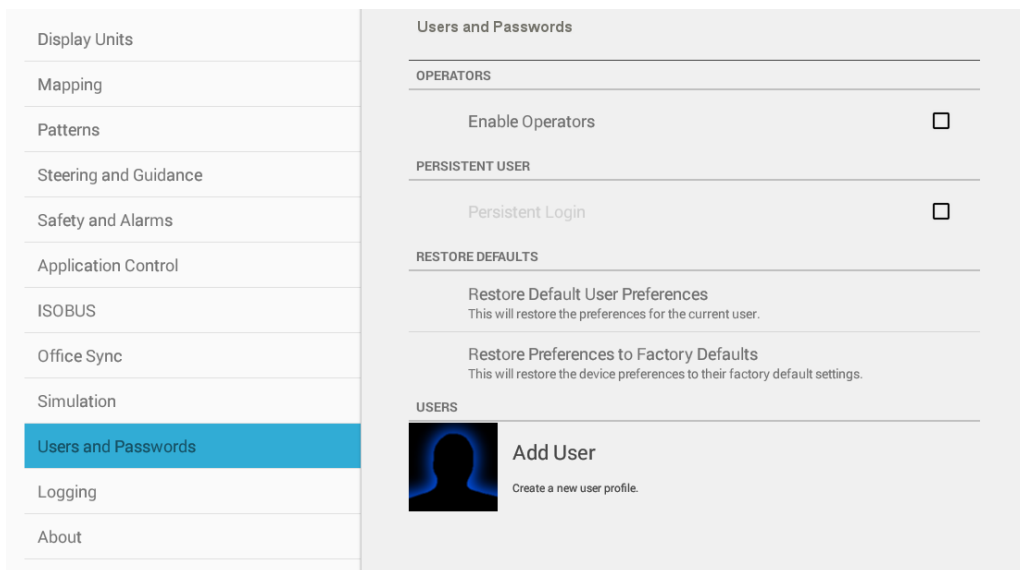 Display Units
Mapping
Patterns
Steering and Guidance
Safety and Alarms
Application Control
ISOBUS
Office Sync
Simulation
Users and Passwords
Logging
About
Users and Passwords
OPERATORS
Enable Operators
PERSISTENT USER
Persistent Login
RESTORE DEFAULTS
Restore Default User Preferences
This will restore the preferences for the current user.
Restore Preferences to Factory Defaults
This will restore the device preferences to their factory default settings.
USERS
Add User
Create a new user profile.